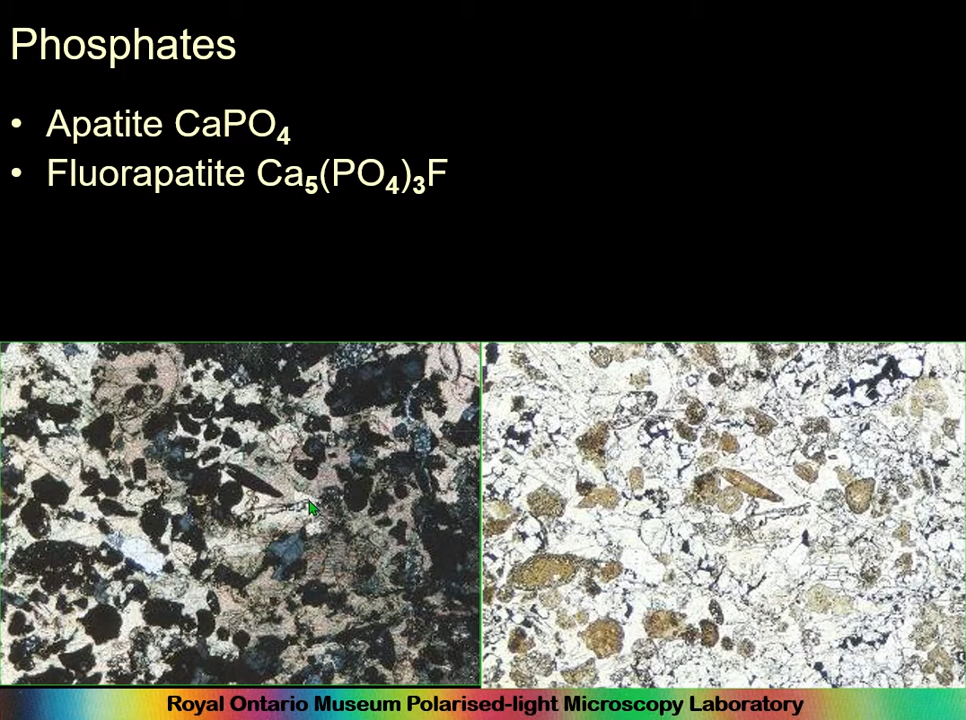 Phosphates
• Apatite CaPO₄
• Fluorapatite Ca₅(PO₄)₃F
Royal Ontario Museum Polarised-light Microscopy Laboratory